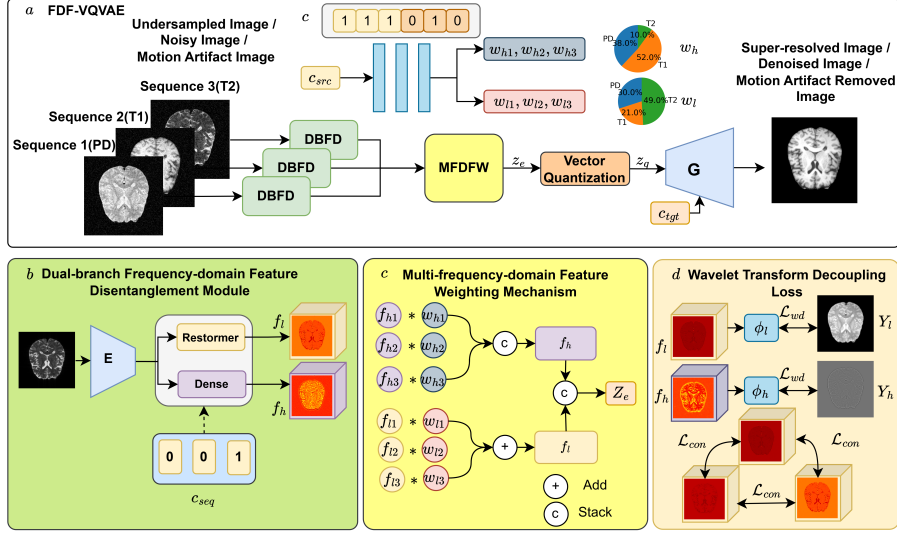 a FDF-VQVAE
Undersampled Image /
Noisy Image /
Motion Artifact Image
c
1 1 1 0 1 0
c_src
w_h1, w_h2, w_h3
w_l1, w_l2, w_l3
PD
38.0%
T2
10.0%
52.0%
T1
w_h
PD
30.0%
49.0%
T2
21.0%
T1
w_l
Super-resolved Image /
Denoised Image /
Motion Artifact Removed
Image
Sequence 3(T2)
Sequence 2(T1)
Sequence 1(PD)
DBFD
DBFD
DBFD
MFDFW
z_e
Vector
Quantization
z_q
G
c_tgt
b Dual-branch Frequency-domain Feature
Disentanglement Module
E
Restormer
Dense
f_l
f_h
0 0 1
c_seq
c Multi-frequency-domain Feature
Weighting Mechanism
f_h1 * w_h1
f_h2 * w_h2
f_h3 * w_h3
C
f_h
C
Z_e
f_l1 * w_l1
f_l2 * w_l2
f_l3 * w_l3
+
f_l
+ Add
C Stack
d Wavelet Transform Decoupling
Loss
f_l
ϕ_l
ℒ_wd
Y_l
f_h
ϕ_h
ℒ_wd
Y_h
ℒ_con
ℒ_con
ℒ_con